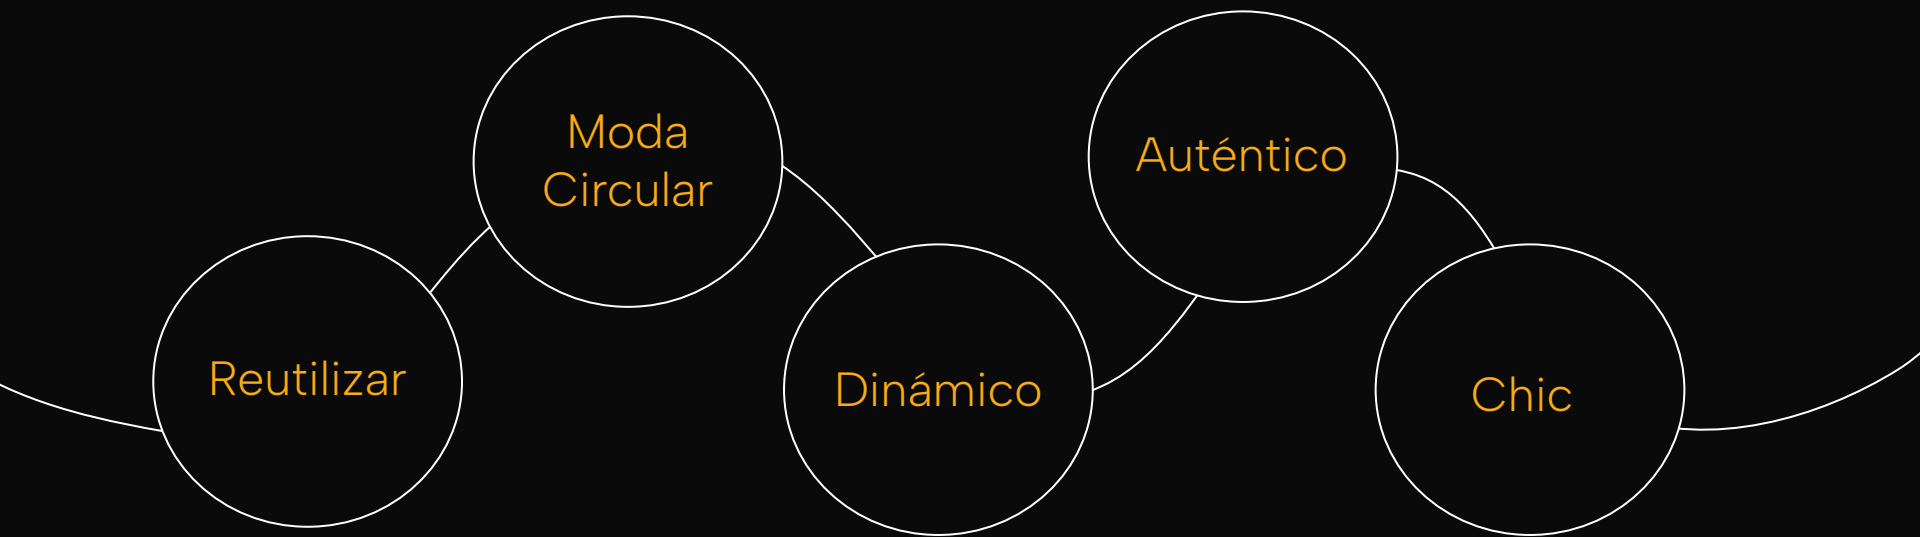 Reutilizar
Moda
Circular
Dinámico
Auténtico
Chic